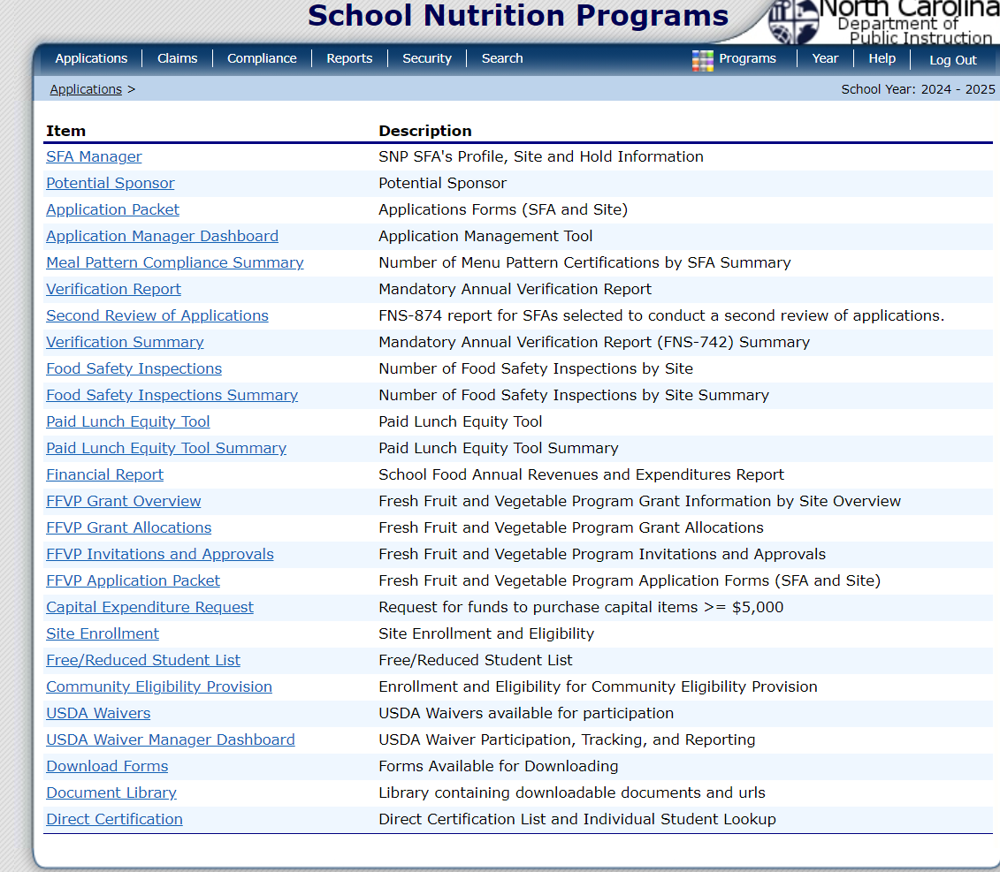 School Nutrition Programs
North Carolina
Department of
Public Instruction
Applications Claims Compliance Reports Security Search Programs Year Help Log Out
Applications > School Year: 2024 - 2025
Item Description
SFA Manager SNP SFA's Profile, Site and Hold Information
Potential Sponsor Potential Sponsor
Application Packet Applications Forms (SFA and Site)
Application Manager Dashboard Application Management Tool
Meal Pattern Compliance Summary Number of Menu Pattern Certifications by SFA Summary
Verification Report Mandatory Annual Verification Report
Second Review of Applications FNS-874 report for SFAs selected to conduct a second review of applications.
Verification Summary Mandatory Annual Verification Report (FNS-742) Summary
Food Safety Inspections Number of Food Safety Inspections by Site
Food Safety Inspections Summary Number of Food Safety Inspections by Site Summary
Paid Lunch Equity Tool Paid Lunch Equity Tool
Paid Lunch Equity Tool Summary Paid Lunch Equity Tool Summary
Financial Report School Food Annual Revenues and Expenditures Report
FFVP Grant Overview Fresh Fruit and Vegetable Program Grant Information by Site Overview
FFVP Grant Allocations Fresh Fruit and Vegetable Program Grant Allocations
FFVP Invitations and Approvals Fresh Fruit and Vegetable Program Invitations and Approvals
FFVP Application Packet Fresh Fruit and Vegetable Program Application Forms (SFA and Site)
Capital Expenditure Request Request for funds to purchase capital items >= $5,000
Site Enrollment Site Enrollment and Eligibility
Free/Reduced Student List Free/Reduced Student List
Community Eligibility Provision Enrollment and Eligibility for Community Eligibility Provision
USDA Waivers USDA Waivers available for participation
USDA Waiver Manager Dashboard USDA Waiver Participation, Tracking, and Reporting
Download Forms Forms Available for Downloading
Document Library Library containing downloadable documents and urls
Direct Certification Direct Certification List and Individual Student Lookup